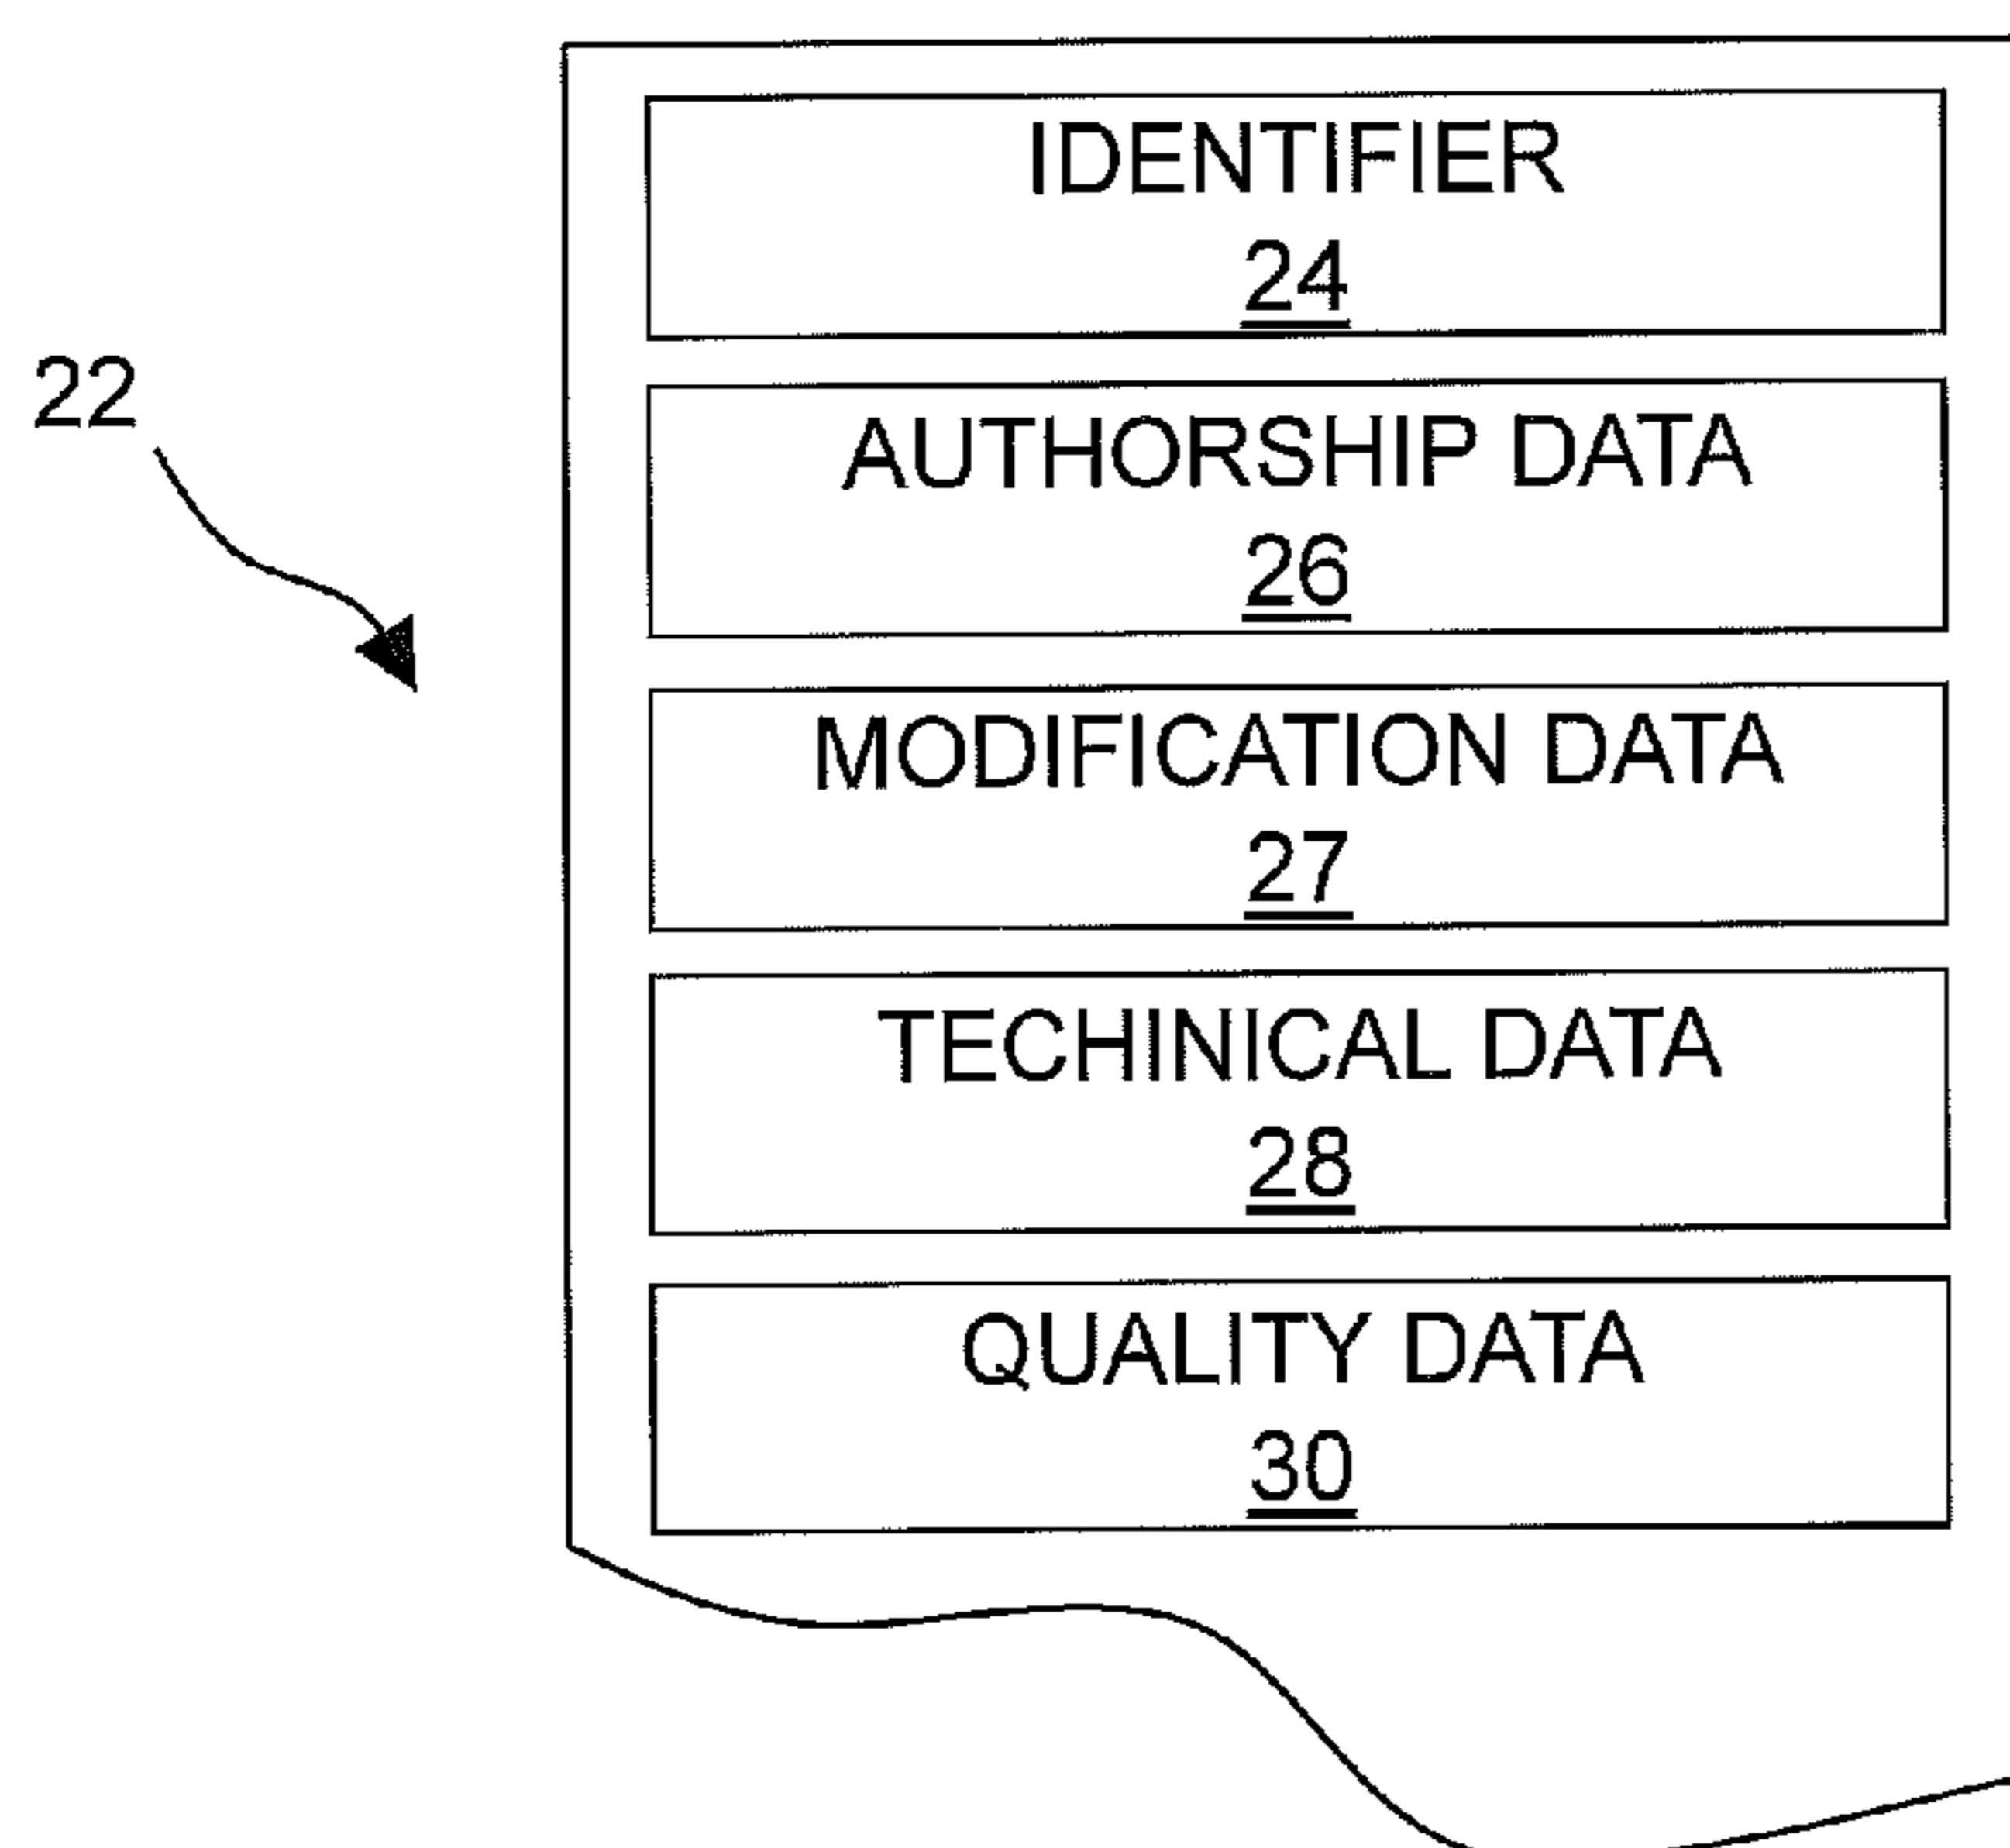 IDENTIFIER
24
22
AUTHORSHIP DATA
26
MODIFICATION DATA
27
TECHINICAL DATA
28
QUALITY DATA
30